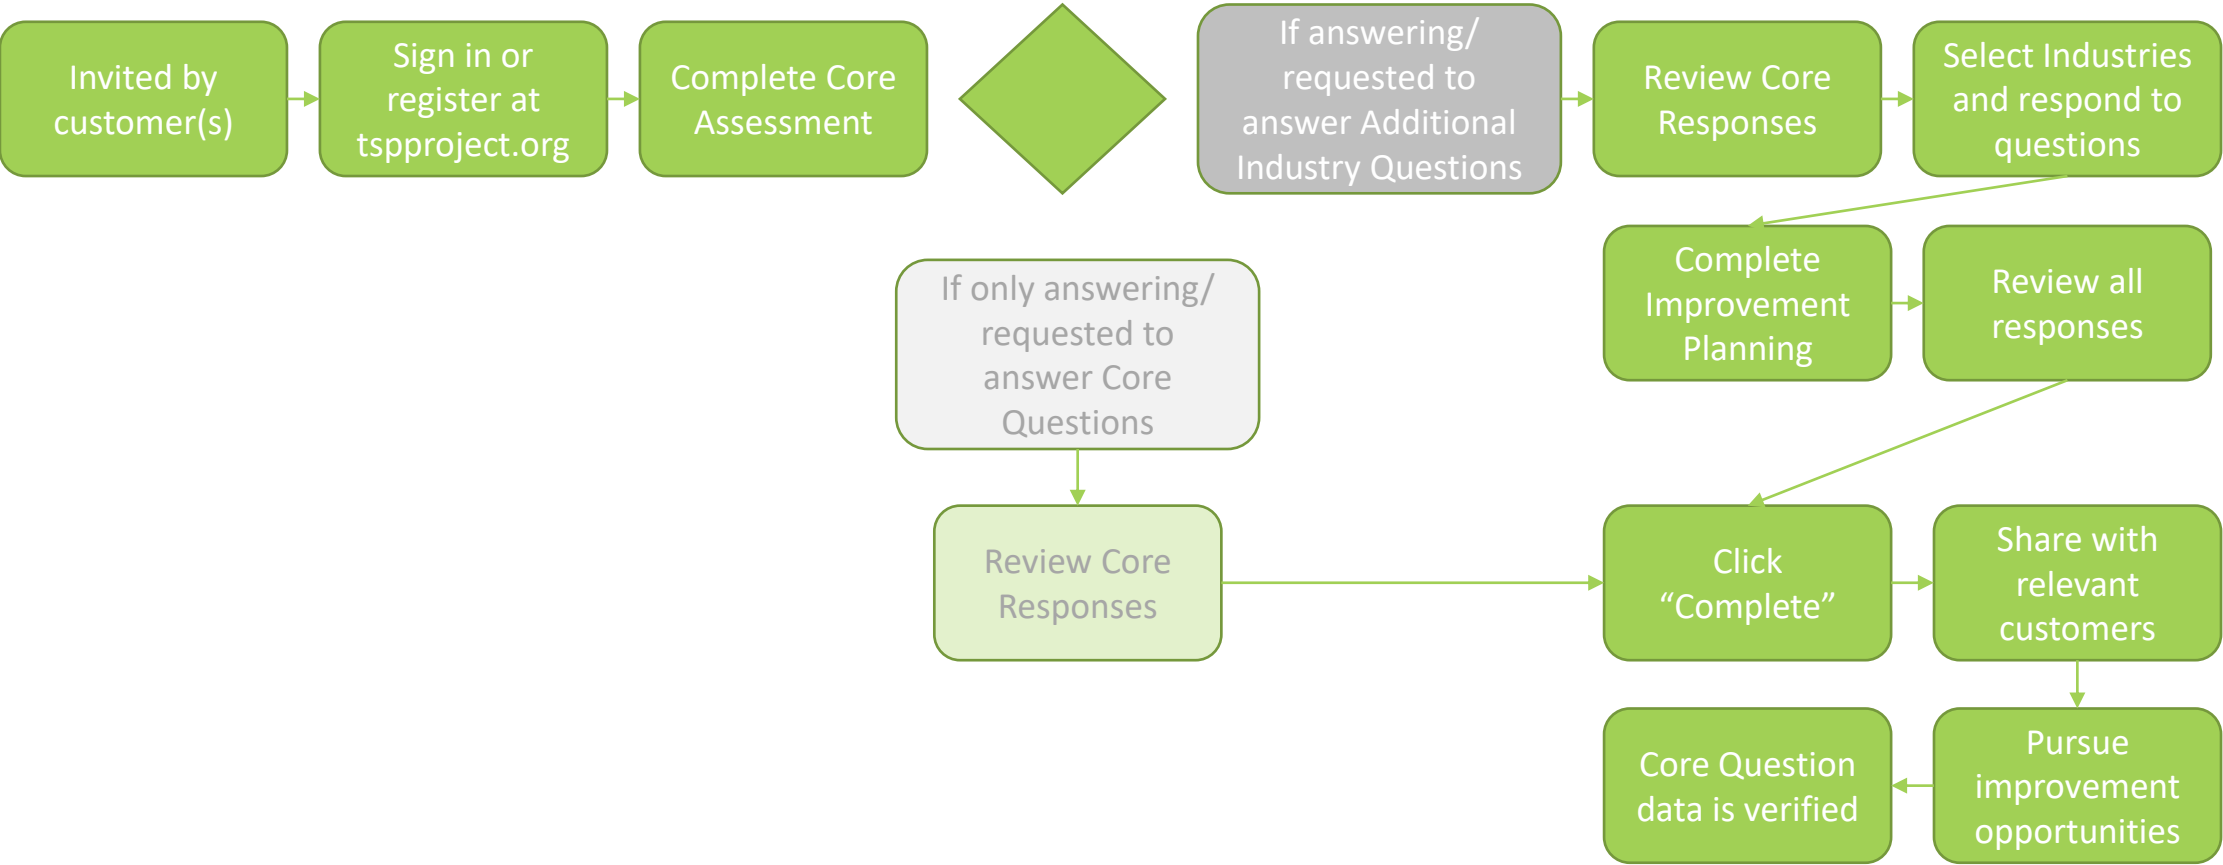 Invited by
customer(s)
Sign in or
register at
tspproject.org
Complete Core
Assessment
If answering/
requested to
answer Additional
Industry Questions
Review Core
Responses
Select Industries
and respond to
questions
Complete
Improvement
Planning
Review all
responses
If only answering/
requested to
answer Core
Questions
Review Core
Responses
Click
“Complete”
Share with
relevant
customers
Pursue
improvement
opportunities
Core Question
data is verified